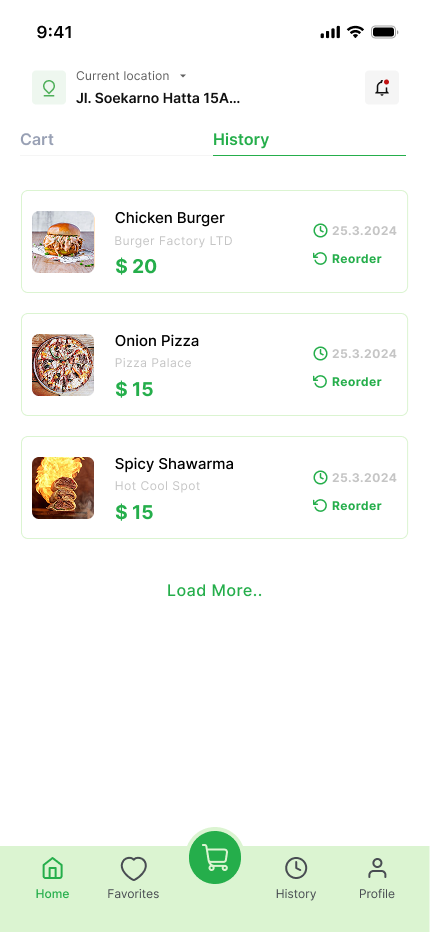 9:41
Current location
Jl. Soekarno Hatta 15A...
Cart
History
Chicken Burger
Burger Factory LTD
$ 20
25.3.2024
Reorder
Onion Pizza
Pizza Palace
$ 15
25.3.2024
Reorder
Spicy Shawarma
Hot Cool Spot
$ 15
25.3.2024
Reorder
Load More..
Home
Favorites
History
Profile